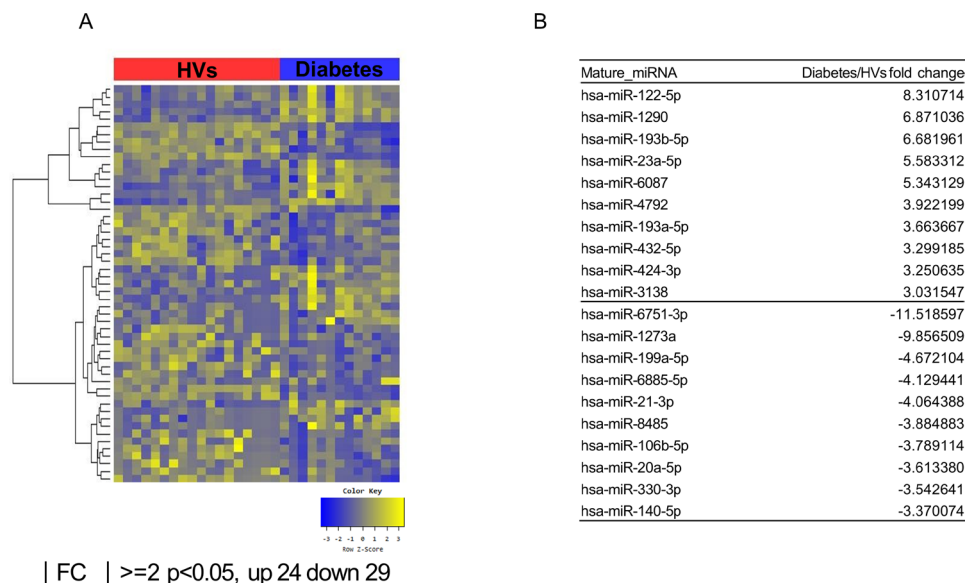 A
B
HVs Diabetes
Color Key
-3 -2 -1 0 1 2 3
Row Z-Score
| FC | >=2 p<0.05, up 24 down 29
Mature_miRNA Diabetes/HVs fold change
hsa-miR-122-5p 8.310714
hsa-miR-1290 6.871036
hsa-miR-193b-5p 6.681961
hsa-miR-23a-5p 5.583312
hsa-miR-6087 5.343129
hsa-miR-4792 3.922199
hsa-miR-193a-5p 3.663667
hsa-miR-432-5p 3.299185
hsa-miR-424-3p 3.250635
hsa-miR-3138 3.031547
hsa-miR-6751-3p -11.518597
hsa-miR-1273a -9.856509
hsa-miR-199a-5p -4.672104
hsa-miR-6885-5p -4.129441
hsa-miR-21-3p -4.064388
hsa-miR-8485 -3.884883
hsa-miR-106b-5p -3.789114
hsa-miR-20a-5p -3.613380
hsa-miR-330-3p -3.542641
hsa-miR-140-5p -3.370074